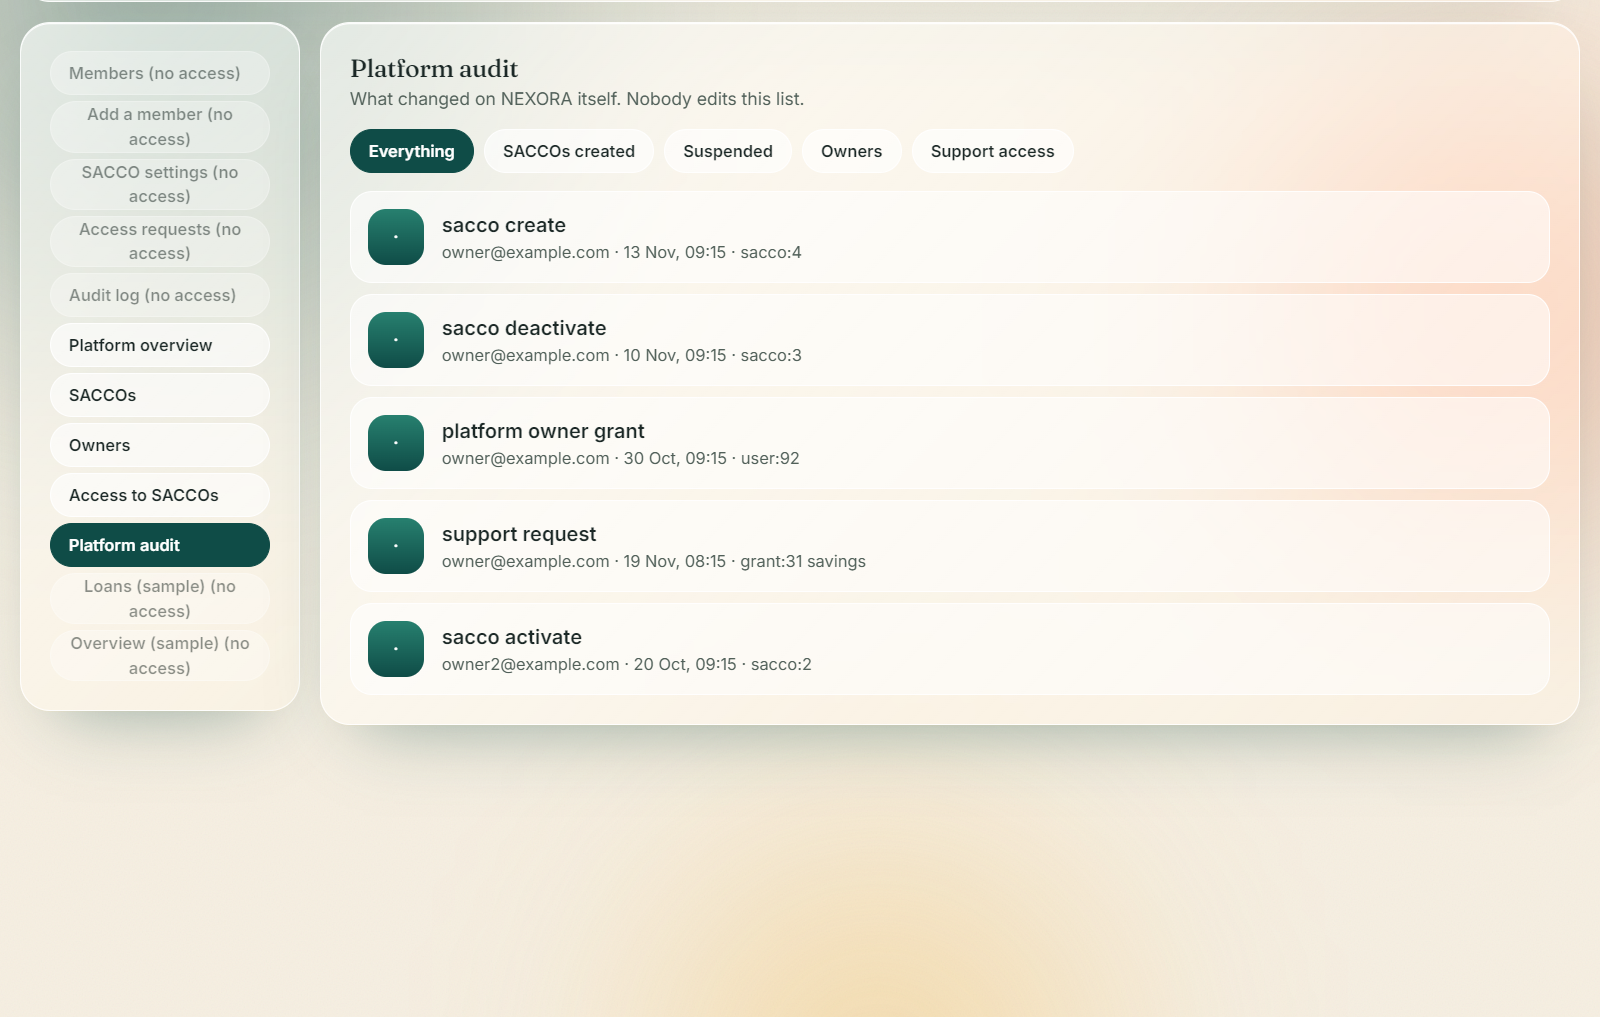 Members (no access)
Add a member (no
access)
SACCO settings (no
access)
Access requests (no
access)
Audit log (no access)
Platform overview
SACCOs
Owners
Access to SACCOs
Platform audit
Loans (sample) (no
access)
Overview (sample) (no
access)
Platform audit
What changed on NEXORA itself. Nobody edits this list.
Everything
SACCOs created
Suspended
Owners
Support access
sacco create
owner@example.com · 13 Nov, 09:15 · sacco:4
sacco deactivate
owner@example.com · 10 Nov, 09:15 · sacco:3
platform owner grant
owner@example.com · 30 Oct, 09:15 · user:92
support request
owner@example.com · 19 Nov, 08:15 · grant:31 savings
sacco activate
owner2@example.com · 20 Oct, 09:15 · sacco:2